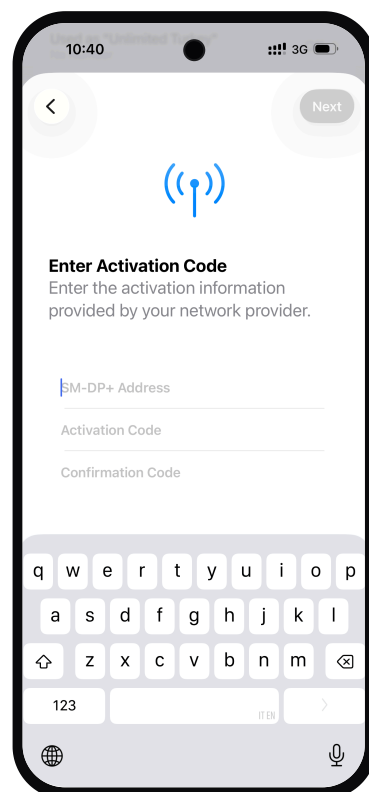 10:40
3G
Next
Enter Activation Code
Enter the activation information
provided by your network provider.
SM-DP+ Address
Activation Code
Confirmation Code
q w e r t y u i o p
a s d f g h j k l
z x c v b n m
123
IT EN